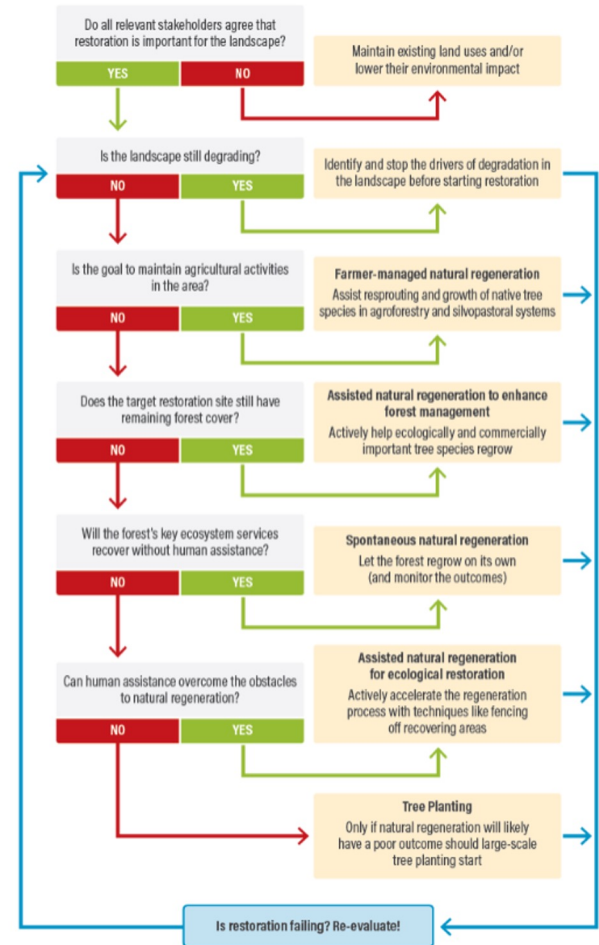 Do all relevant stakeholders agree that
restoration is important for the landscape?
YES
NO
Maintain existing land uses and/or
lower their environmental impact
Is the landscape still degrading?
NO
YES
Identify and stop the drivers of degradation in
the landscape before starting restoration
Is the goal to maintain agricultural activities
in the area?
NO
YES
Farmer-managed natural regeneration
Assist resprouting and growth of native tree
species in agroforestry and silvopastoral systems
Does the target restoration site still have
remaining forest cover?
NO
YES
Assisted natural regeneration to enhance
forest management
Actively help ecologically and commercially
important tree species regrow
Will the forest's key ecosystem services
recover without human assistance?
NO
YES
Spontaneous natural regeneration
Let the forest regrow on its own
(and monitor the outcomes)
Can human assistance overcome the obstacles
to natural regeneration?
NO
YES
Assisted natural regeneration
for ecological restoration
Actively accelerate the regeneration
process with techniques like fencing
off recovering areas
Tree Planting
Only if natural regeneration will likely
have a poor outcome should large-scale
tree planting start
Is restoration failing? Re-evaluate!